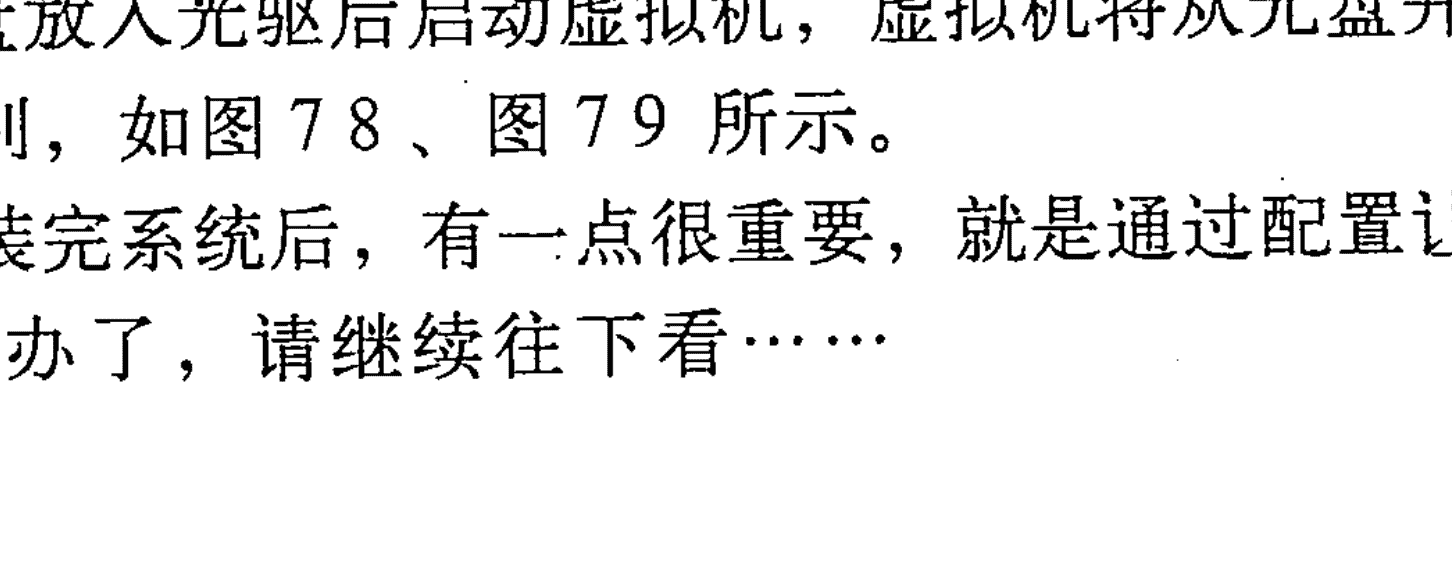 放入光驱后启动虚拟机，虚拟机将从光盘
，如图78、图79 所示。
装完系统后，有一点很重要，就是通过配置让
办了，请继续往下看……